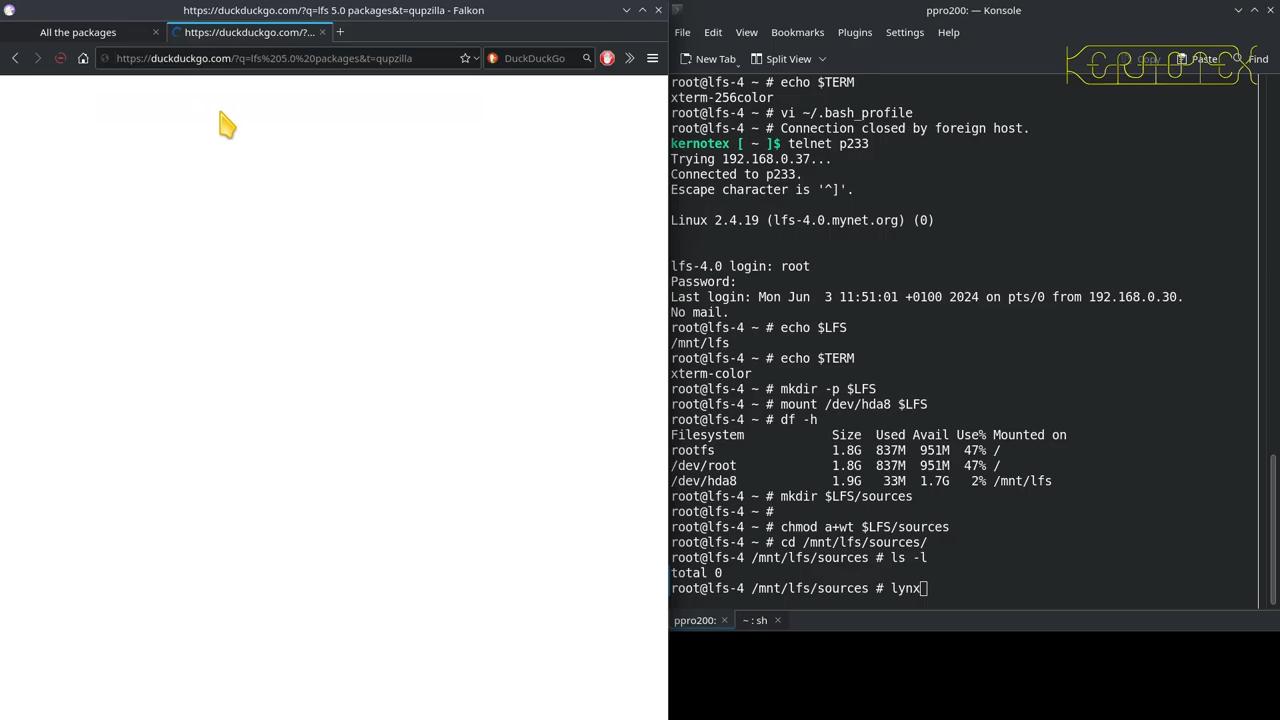 https://duckduckgo.com/?q=lfs 5.0 packages&t=qupzilla - Falkon
All the packages
https://duckduckgo.com/?...
https://duckduckgo.com/?q=lfs%205.0%20packages&t=qupzilla
DuckDuckGo
ppro200: — Konsole
File Edit View Bookmarks Plugins Settings Help
New Tab Split View Copy Paste Find
KERNOTEX
root@lfs-4 ~ # echo $TERM
xterm-256color
root@lfs-4 ~ # vi ~/.bash_profile
root@lfs-4 ~ # Connection closed by foreign host.
kernotex [ ~ ]$ telnet p233
Trying 192.168.0.37...
Connected to p233.
Escape character is '^]'.
Linux 2.4.19 (lfs-4.0.mynet.org) (0)
lfs-4.0 login: root
Password:
Last login: Mon Jun  3 11:51:01 +0100 2024 on pts/0 from 192.168.0.30.
No mail.
root@lfs-4 ~ # echo $LFS
/mnt/lfs
root@lfs-4 ~ # echo $TERM
xterm-color
root@lfs-4 ~ # mkdir -p $LFS
root@lfs-4 ~ # mount /dev/hda8 $LFS
root@lfs-4 ~ # df -h
Filesystem            Size  Used Avail Use% Mounted on
rootfs                1.8G  837M  951M  47% /
/dev/root             1.8G  837M  951M  47% /
/dev/hda8             1.9G   33M  1.7G   2% /mnt/lfs
root@lfs-4 ~ # mkdir $LFS/sources
root@lfs-4 ~ #
root@lfs-4 ~ # chmod a+wt $LFS/sources
root@lfs-4 ~ # cd /mnt/lfs/sources/
root@lfs-4 /mnt/lfs/sources # ls -l
total 0
root@lfs-4 /mnt/lfs/sources # lynx
ppro200:
~ : sh